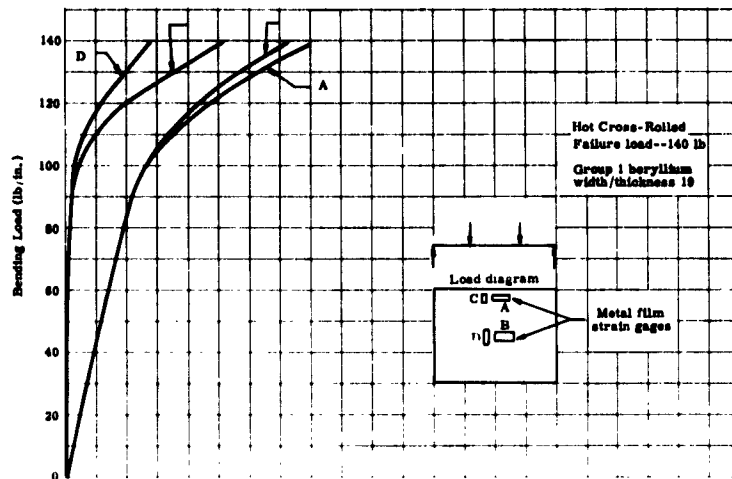 140
120
100
80
60
40
20
0
Bending Load (lb/in.)
D
A
Hot Cross-Rolled
Failure load--140 lb
Group 1 beryllium
width/thickness 19
Load diagram
C
A
B
D
Metal film
strain gages